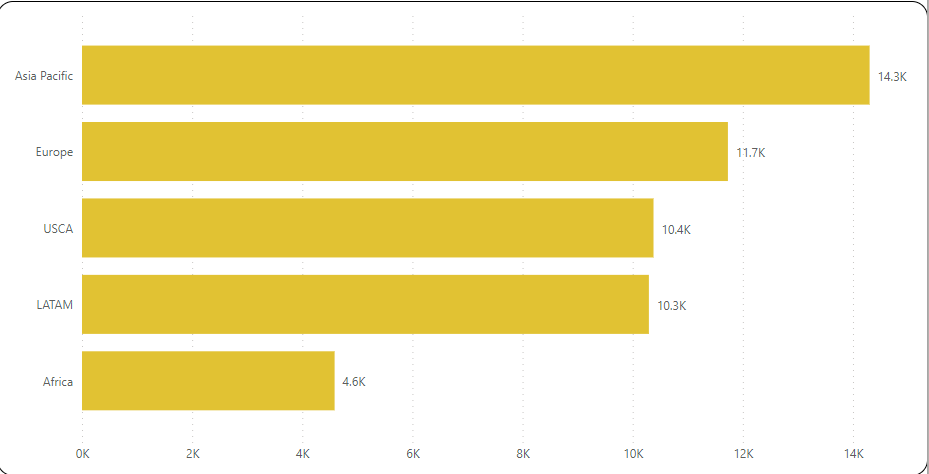 Asia Pacific 14.3K
Europe 11.7K
USCA 10.4K
LATAM 10.3K
Africa 4.6K
0K 2K 4K 6K 8K 10K 12K 14K